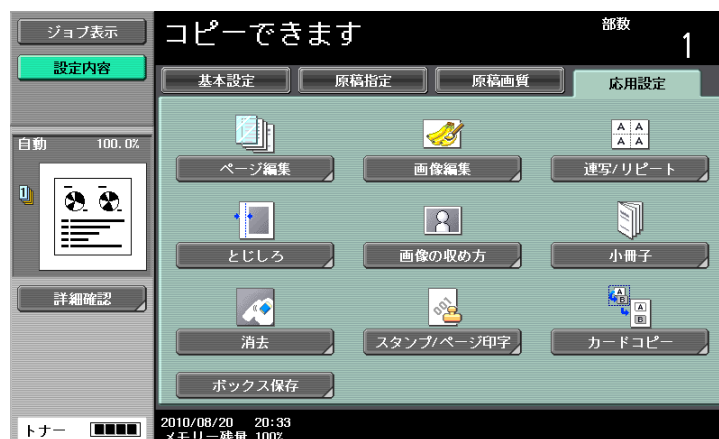 ジョブ表示
設定内容
コピーできます
部数
1
基本設定
原稿指定
原稿画質
応用設定
自動 100.0%
ページ編集
画像編集
連写/リピート
とじしろ
画像の収め方
小冊子
詳細確認
消去
スタンプ/ページ印字
カードコピー
ボックス保存
トナー
2010/08/20 20:33
メモリー残量 100%